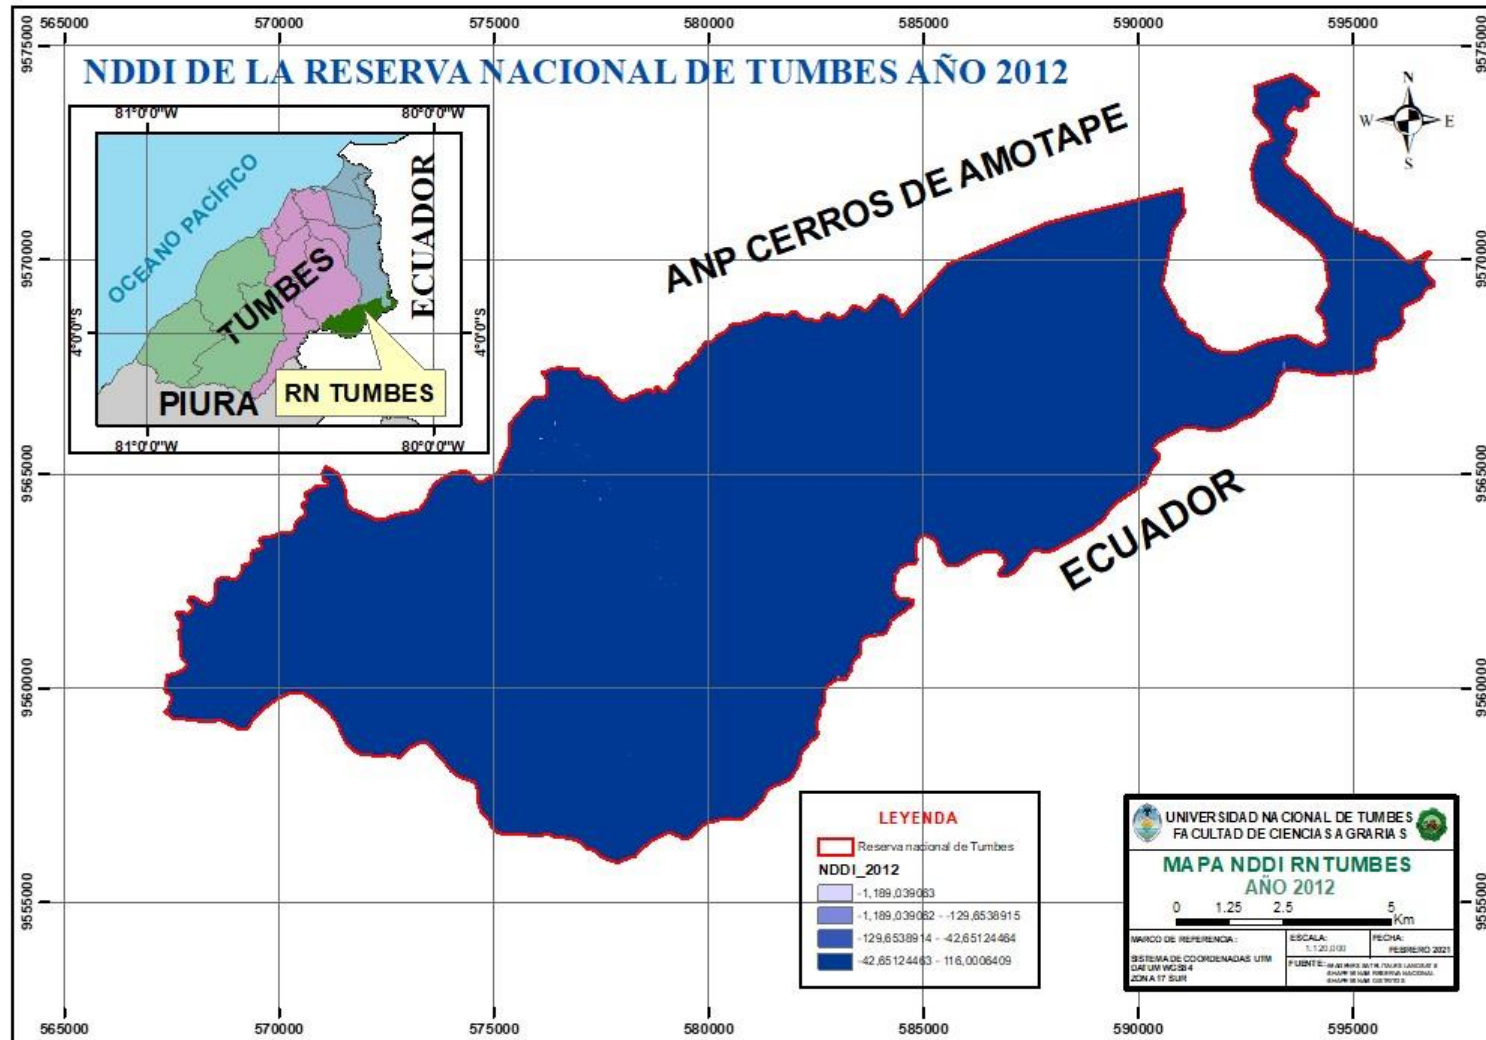 565000 570000 575000 580000 585000 590000 595000
NDDI DE LA RESERVA NACIONAL DE TUMBES AÑO 2012
9575000
9570000
9565000
9560000
9555000
81°0'0"W 80°0'0"W
OCEANO PACÍFICO
ECUADOR
TUMBES
4°0'0"S 4°0'0"S
PIURA
RN TUMBES
81°0'0"W 80°0'0"W
ANP CERROS DE AMOTAPE
N
W E
S
ECUADOR
9575000
9570000
9565000
9560000
9555000
LEYENDA
Reserva nacional de Tumbes
NDDI_2012
-1,189,039063
-1,189,039062 - -129,6538915
-129,6538914 - -42,65124464
-42,65124463 - 116,0006409
UNIVERSIDAD NACIONAL DE TUMBES
FACULTAD DE CIENCIAS AGRARIAS
MAPA NDDI RN TUMBES
AÑO 2012
0 1.25 2.5 5
Km
MARCO DE REFERENCIA:
SISTEMA DE COORDENADAS UTM
DATUM WGS84
ZONA 17 SUR
ESCALA:
1:120,000
FECHA:
FEBRERO 2021
FUENTE:
565000 570000 575000 580000 585000 590000 595000